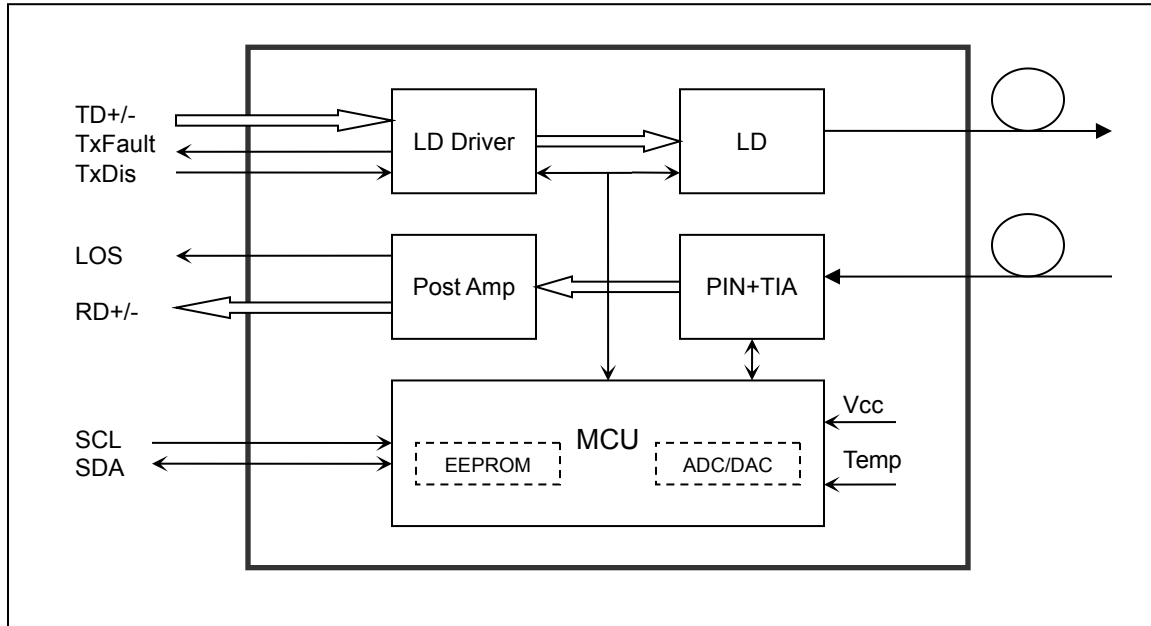 TD+/-
TxFault
TxDis
LD Driver
LD
LOS
RD+/-
Post Amp
PIN+TIA
SCL
SDA
MCU
EEPROM
ADC/DAC
Vcc
Temp